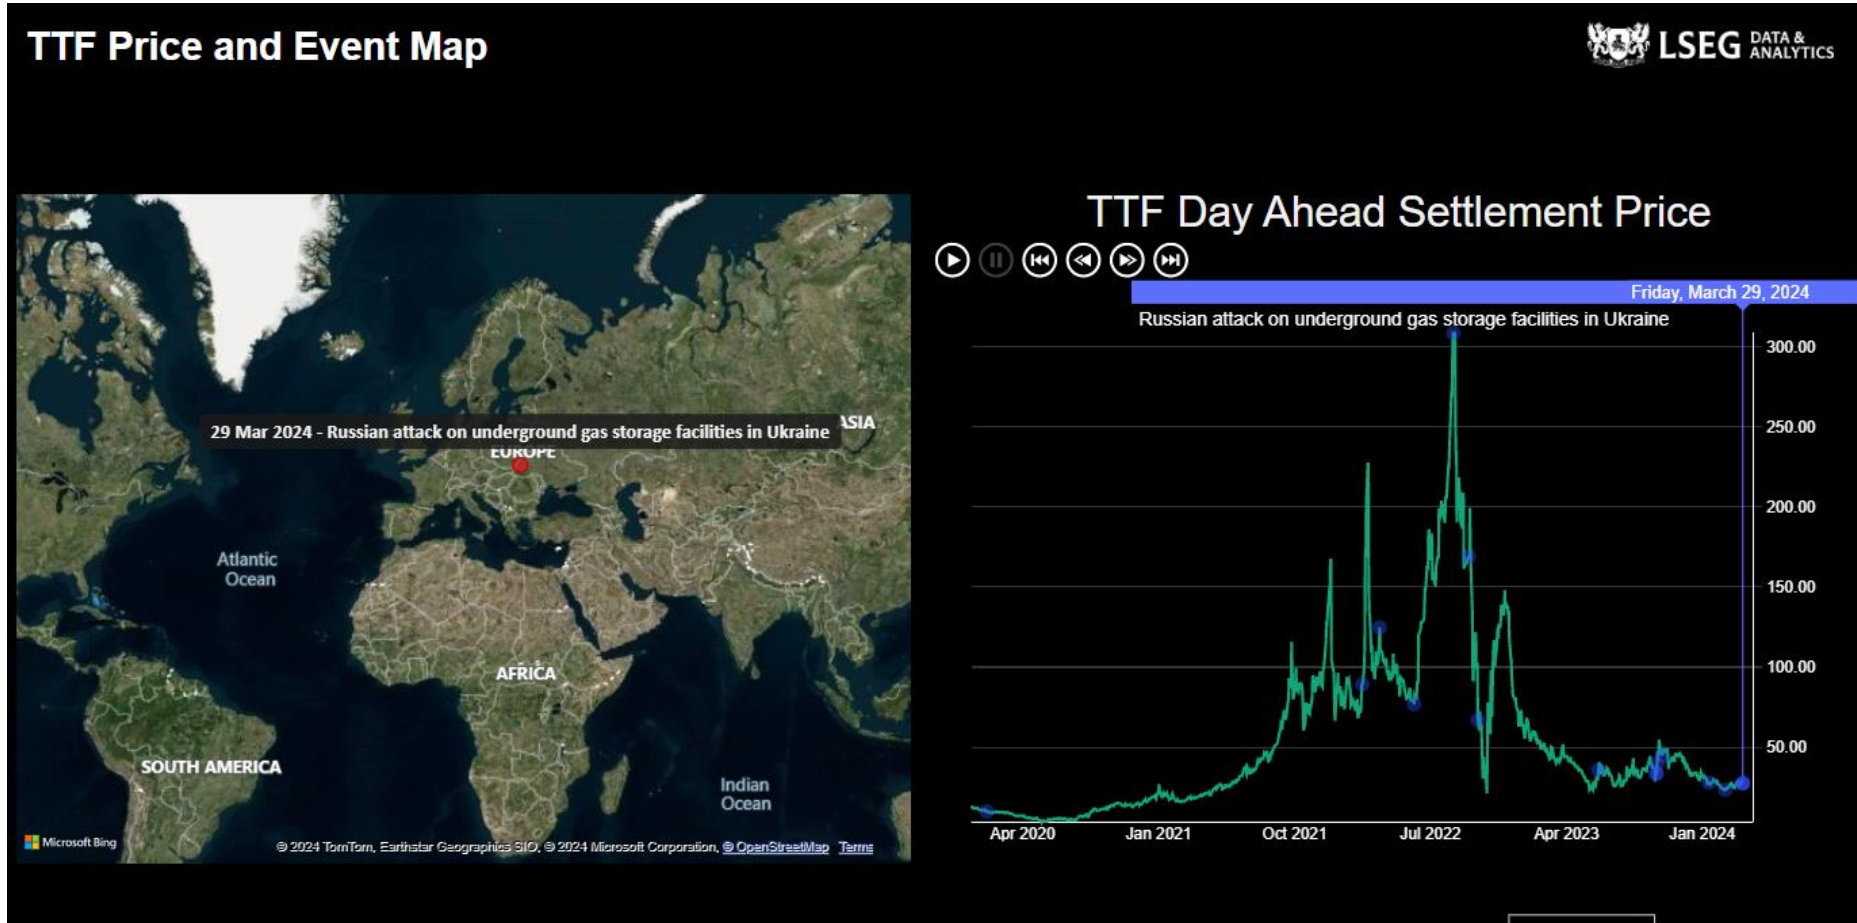 TTF Price and Event Map
LSEG DATA &
ANALYTICS
29 Mar 2024 - Russian attack on underground gas storage facilities in Ukraine
ASIA
EUROPE
Atlantic
Ocean
AFRICA
SOUTH AMERICA
Indian
Ocean
Microsoft Bing
© 2024 TomTom, Earthstar Geographics SIO, © 2024 Microsoft Corporation, © OpenStreetMap Terms
TTF Day Ahead Settlement Price
Friday, March 29, 2024
Russian attack on underground gas storage facilities in Ukraine
300.00
250.00
200.00
150.00
100.00
50.00
Apr 2020 Jan 2021 Oct 2021 Jul 2022 Apr 2023 Jan 2024